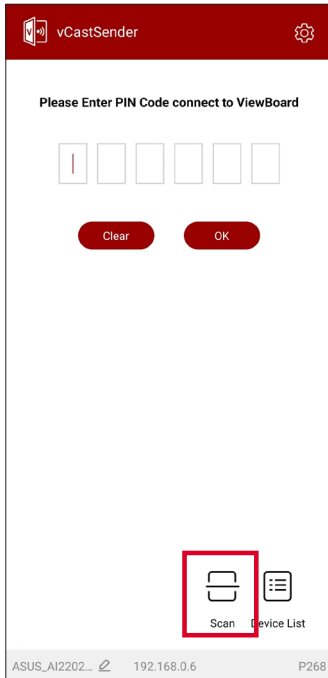 vCastSender
Please Enter PIN Code connect to ViewBoard
Clear OK
Scan Device List
ASUS_AI2202... 192.168.0.6 P268